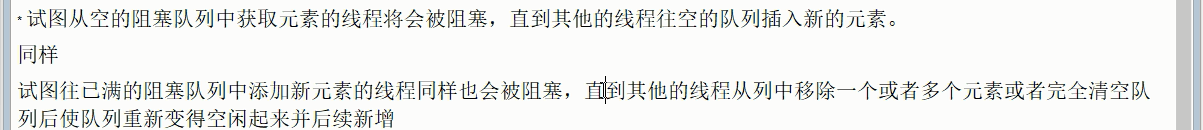 * 试图从空的阻塞队列中获取元素的线程将会被阻塞，直到其他的线程往空的队列插入新的元素。
同样
试图往已满的阻塞队列中添加新元素的线程同样也会被阻塞，直到其他的线程从列中移除一个或者多个元素或者完全清空队
列后使队列重新变得空闲起来并后续新增